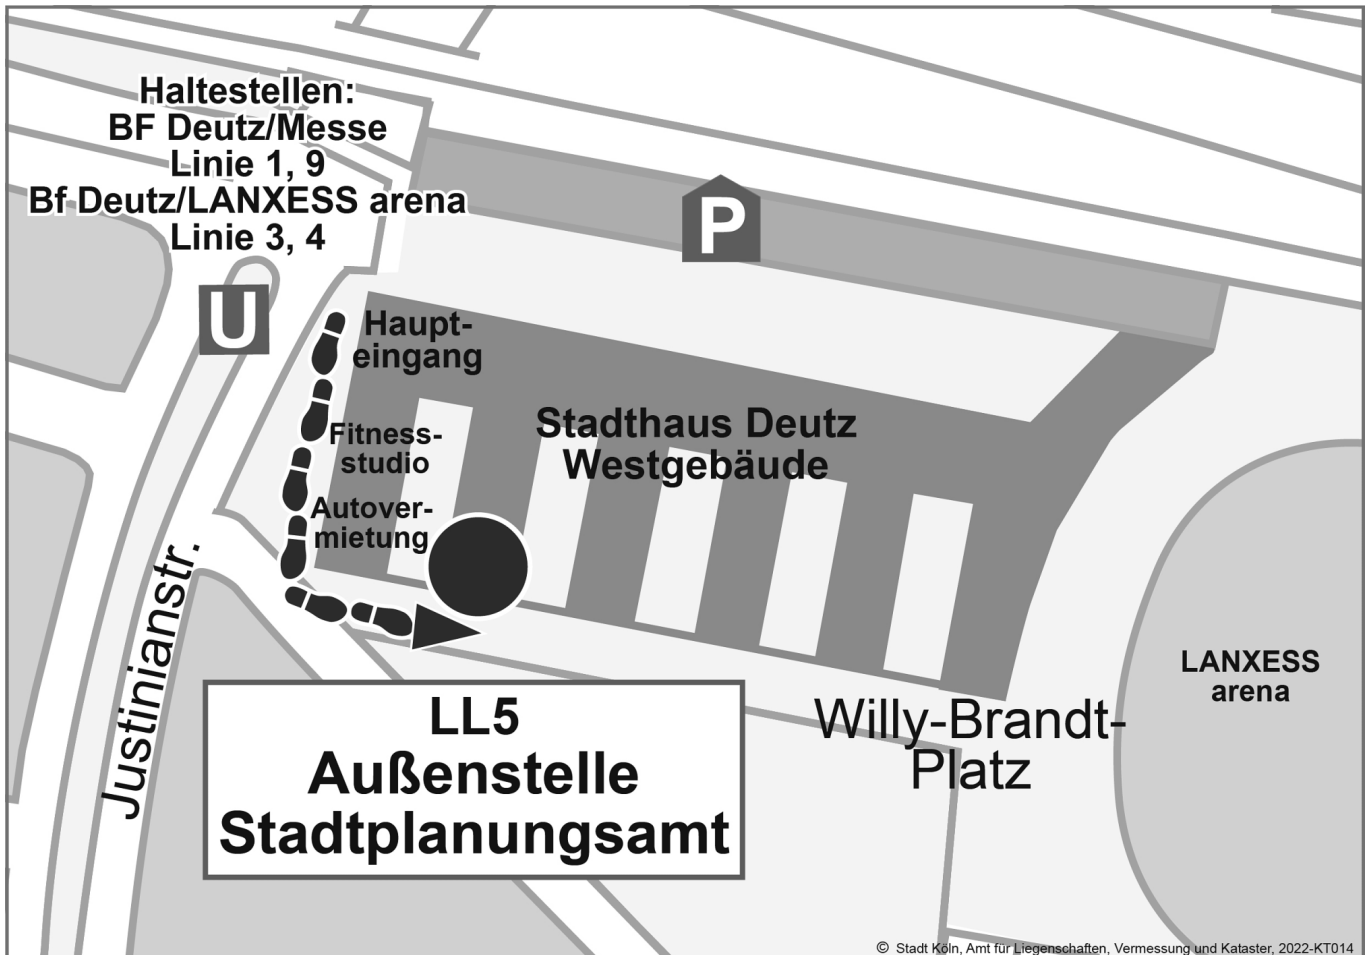 Haltestellen:
BF Deutz/Messe
Linie 1, 9
Bf Deutz/LANXESS arena
Linie 3, 4
P
U
Haupt-
eingang
Fitness-
studio
Autover-
mietung
Stadthaus Deutz
Westgebäude
Justinianstr.
LANXESS
arena
Willy-Brandt-
Platz
LL5
Außenstelle
Stadtplanungsamt
© Stadt Köln, Amt für Liegenschaften, Vermessung und Kataster, 2022-KT014